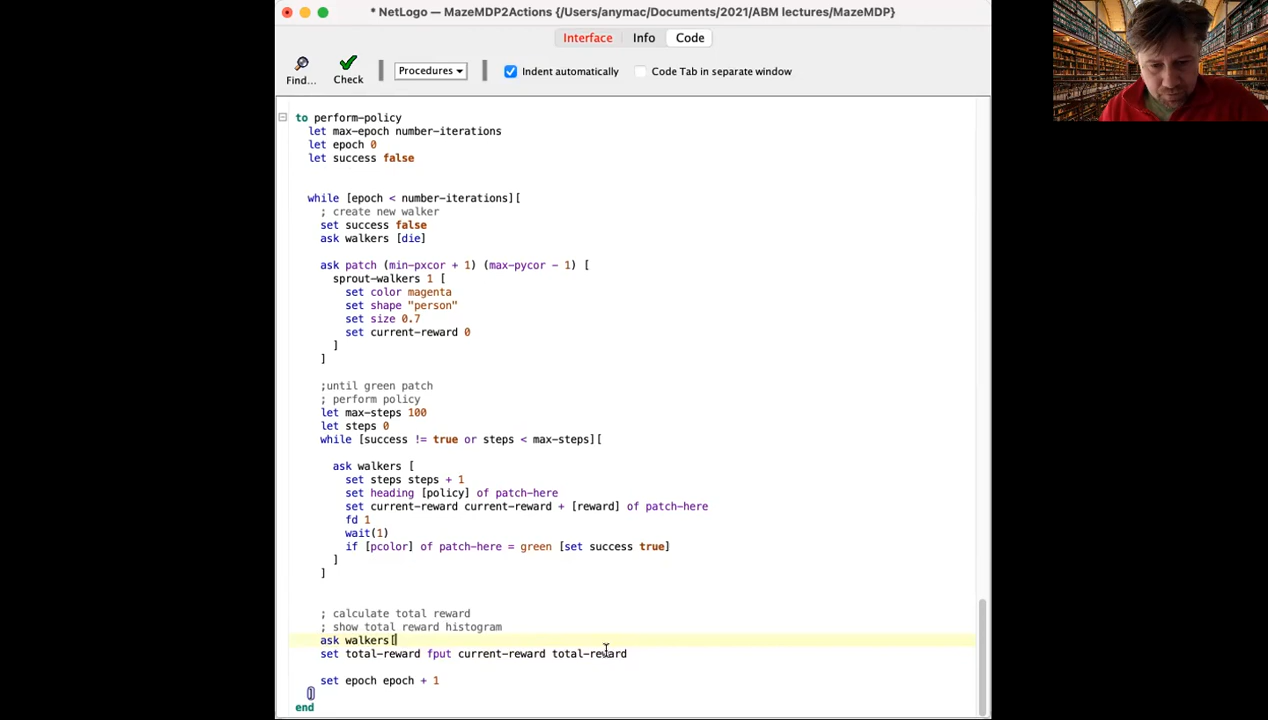 * NetLogo — MazeMDP2Actions {/Users/anymac/Documents/2021/ABM lectures/MazeMDP}
Interface Info Code
Find... Check Procedures Indent automatically Code Tab in separate window
to perform-policy
let max-epoch number-iterations
let epoch 0
let success false
while [epoch < number-iterations][
; create new walker
set success false
ask walkers [die]
ask patch (min-pxcor + 1) (max-pycor - 1) [
sprout-walkers 1 [
set color magenta
set shape "person"
set size 0.7
set current-reward 0
]
]
;until green patch
; perform policy
let max-steps 100
let steps 0
while [success != true or steps < max-steps][
ask walkers [
set steps steps + 1
set heading [policy] of patch-here
set current-reward current-reward + [reward] of patch-here
fd 1
wait(1)
if [pcolor] of patch-here = green [set success true]
]
]
; calculate total reward
; show total reward histogram
ask walkers[
set total-reward fput current-reward total-reward
set epoch epoch + 1
]
end